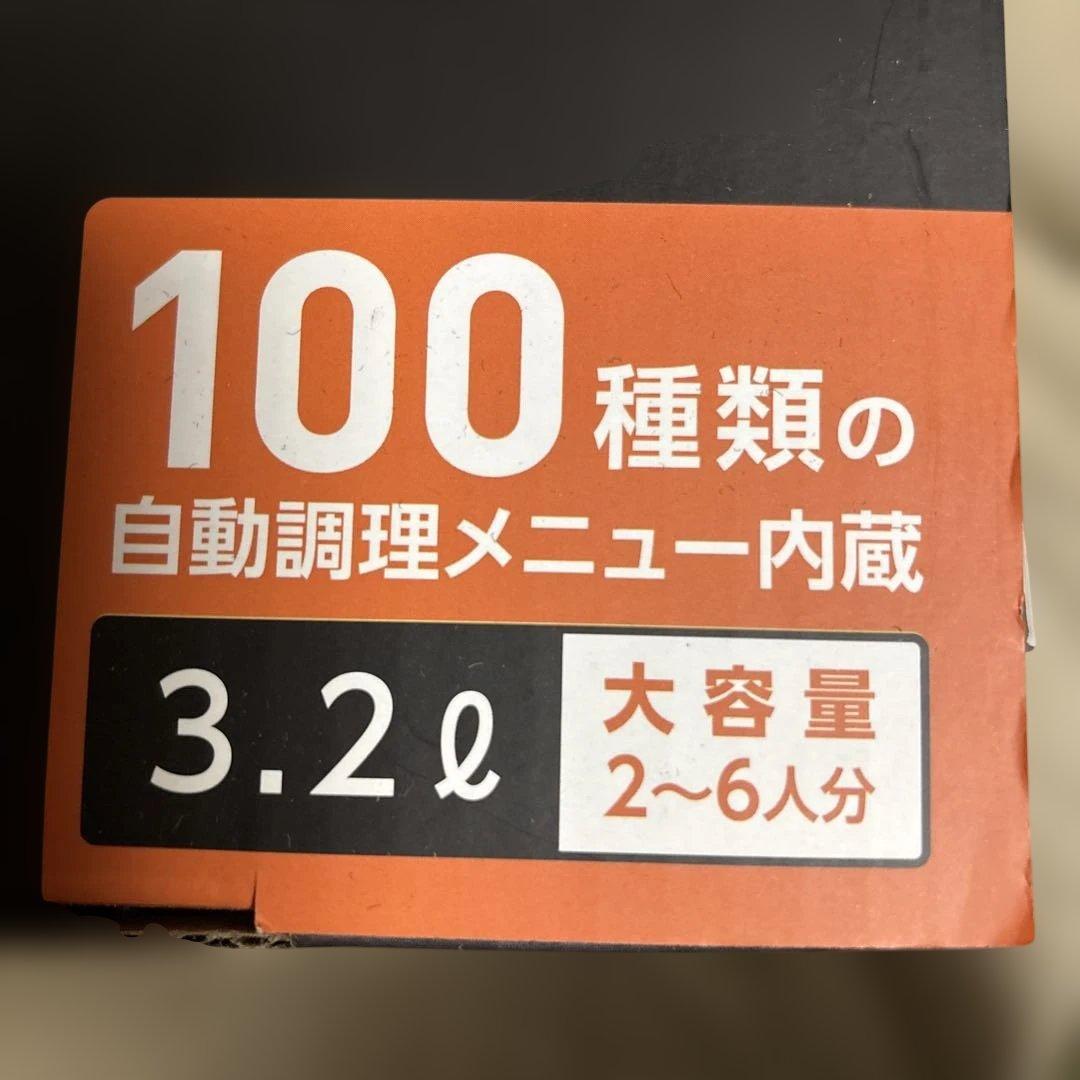 100種類の
自動調理メニュー内蔵
3.2ℓ
大容量
2〜6人分